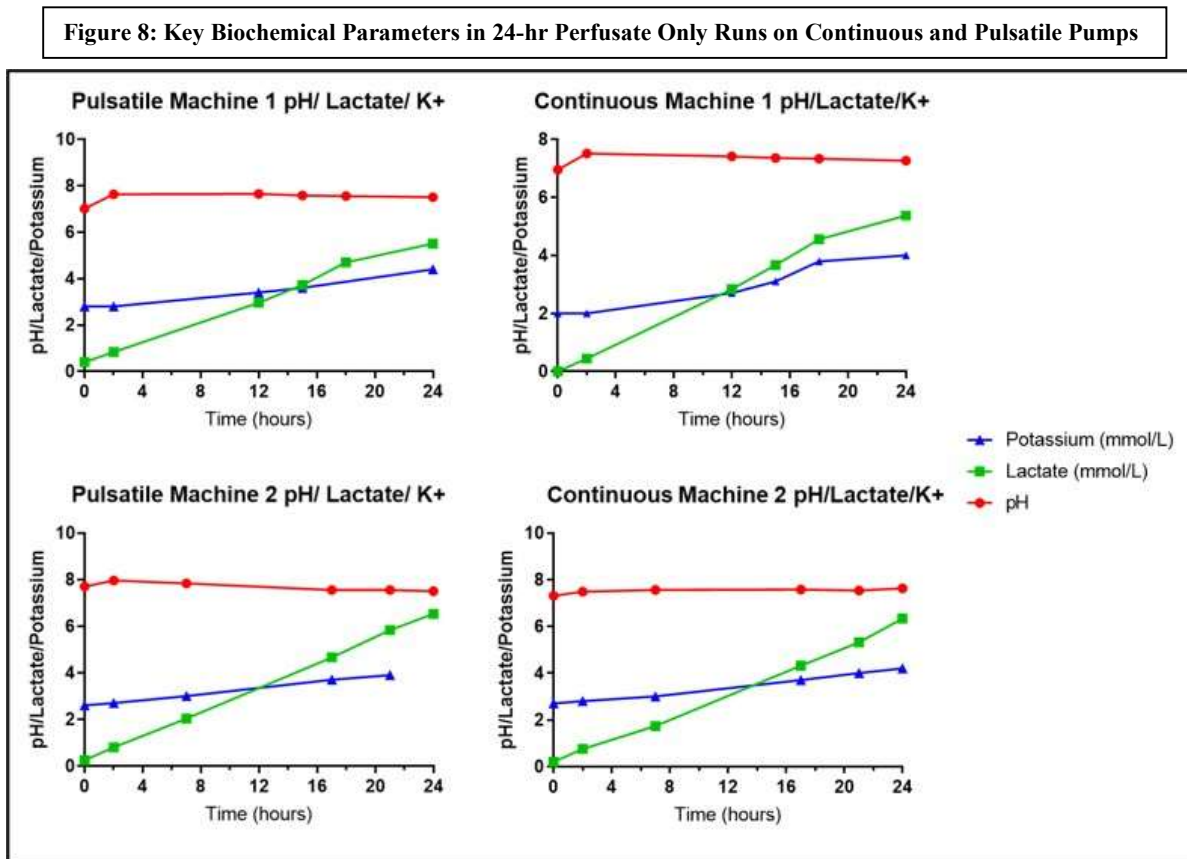 Figure 8: Key Biochemical Parameters in 24-hr Perfusate Only Runs on Continuous and Pulsatile Pumps
Pulsatile Machine 1 pH/ Lactate/ K+
10
8
6
4
2
0
pH/Lactate/Potassium
0 4 8 12 16 20 24
Time (hours)
Continuous Machine 1 pH/Lactate/K+
8
6
4
2
0
pH/Lactate/Potassium
0 4 8 12 16 20 24
Time (hours)
Potassium (mmol/L)
Lactate (mmol/L)
pH
Pulsatile Machine 2 pH/ Lactate/ K+
10
8
6
4
2
0
pH/Lactate/Potassium
0 4 8 12 16 20 24
Time (hours)
Continuous Machine 2 pH/Lactate/K+
10
8
6
4
2
0
pH/Lactate/Potassium
0 4 8 12 16 20 24
Time (hours)